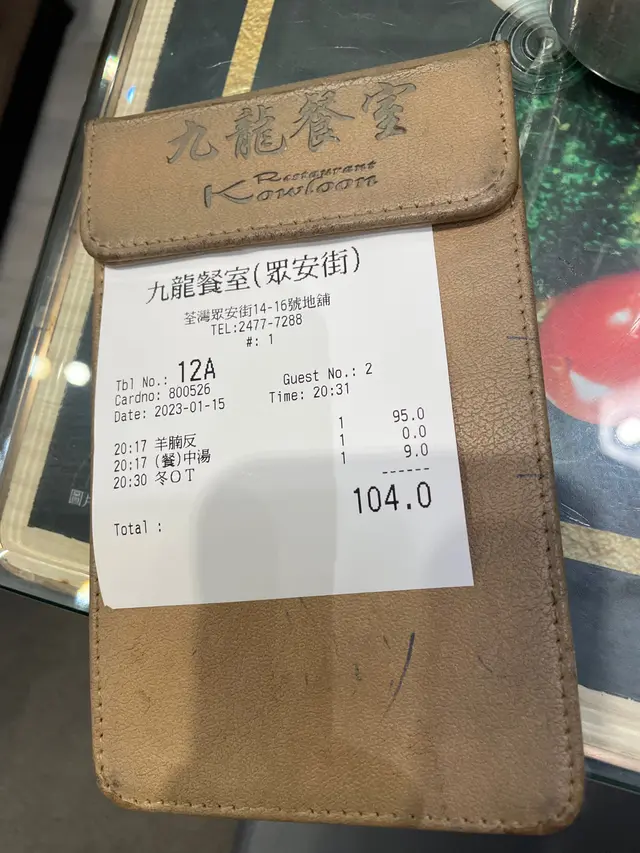 九龍餐室
Restaurant
Kowloon
九龍餐室(眾安街)
荃灣眾安街14-16號地舖
TEL:2477-7288
#: 1
Tbl No.: 12A
Cardno: 800526 Guest No.: 2
Date: 2023-01-15 Time: 20:31
20:17 羊腩反 1 95.0
20:17 (餐)中湯 1 0.0
20:30 冬OT 1 9.0
------
Total : 104.0
圖片